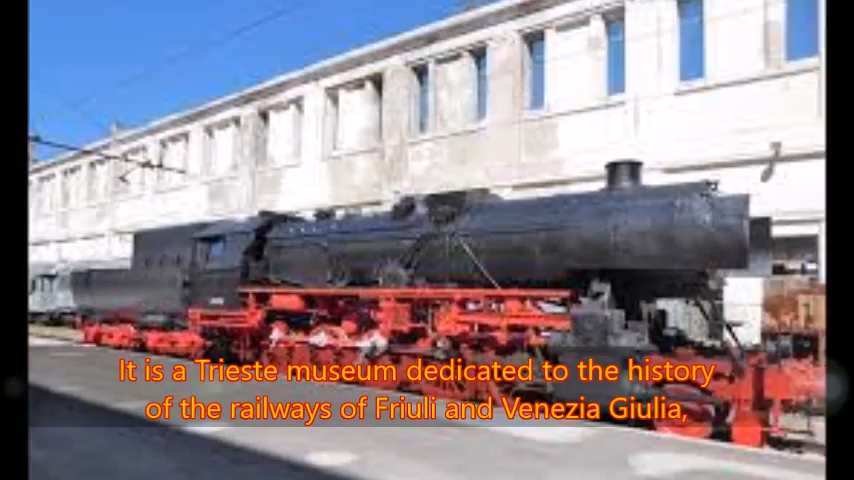 It is a Trieste museum dedicated to the history
of the railways of Friuli and Venezia Giulia,